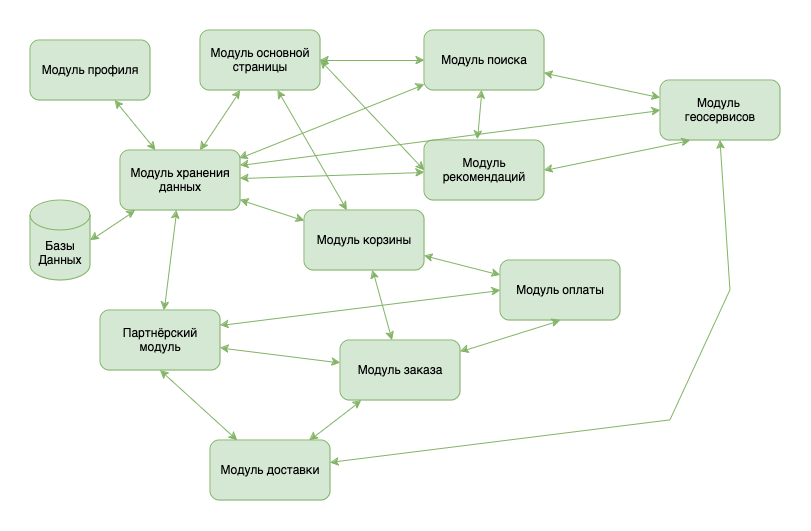 Модуль профиля
Модуль основной
страницы
Модуль поиска
Модуль
геосервисов
Модуль хранения
данных
Модуль
рекомендаций
Базы
Данных
Модуль корзины
Модуль оплаты
Партнёрский
модуль
Модуль заказа
Модуль доставки